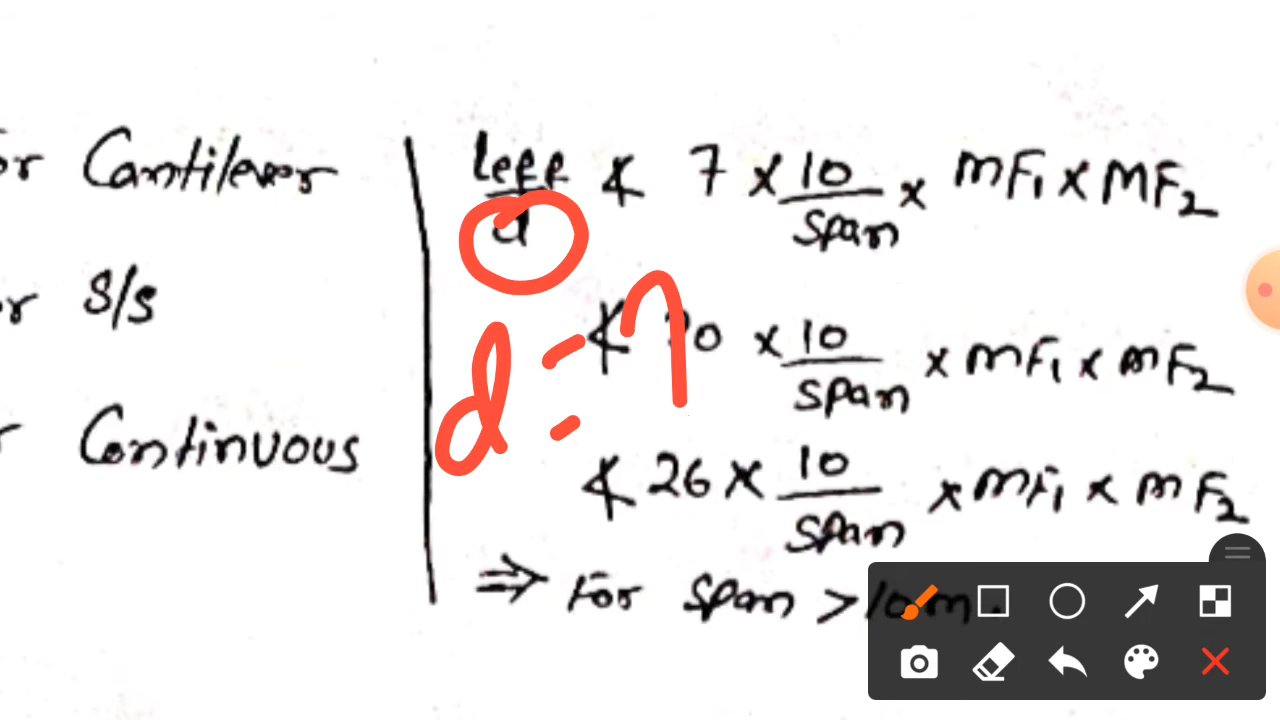 or Cantilever leff/d ≮ 7 × 10/span × mF1 × MF2
or S/S ≮ 20 × 10/span × mF1 × mF2
r Continuous ≮ 26 × 10/span × mF1 × mF2
⇒ For span > 10m.
d = ?